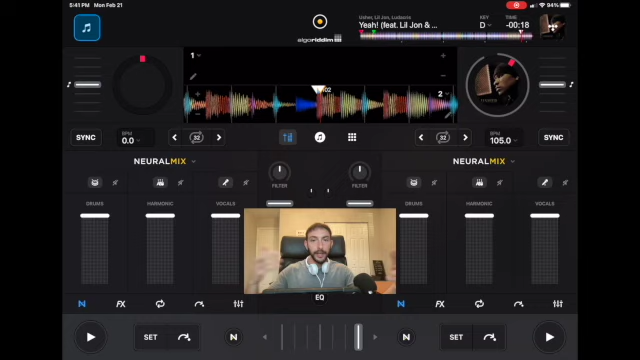 5:41 PM Mon Feb 21
94%
algoriddim
Usher, Lil Jon, Ludacris
Yeah! (feat. Lil Jon & ...
KEY
D
TIME
-00:18
1
2
SYNC
BPM
0.0
32
32
BPM
105.0
SYNC
NEURALMIX
NEURALMIX
FILTER
FILTER
DRUMS
HARMONIC
VOCALS
DRUMS
HARMONIC
VOCALS
N
FX
EQ
N
FX
SET
N
N
SET